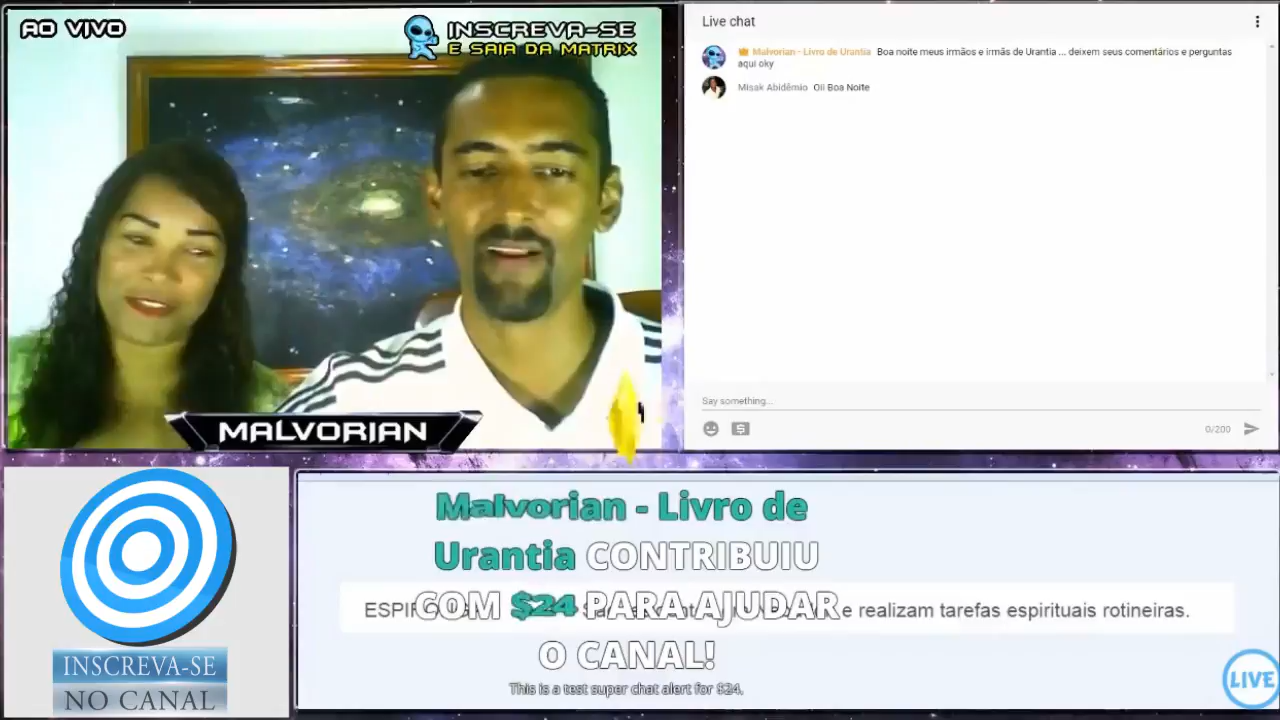 AO VIVO
INSCREVA-SE
E SAIA DA MATRIX
MALVORIAN
Live chat
Malvorian - Livro de Urantia Boa noite meus irmãos e irmãs de Urantia ... deixem seus comentários e perguntas
aqui oky
Misak Abidêmio Oii Boa Noite
Say something...
0/200
INSCREVA-SE
NO CANAL
Malvorian - Livro de
Urantia CONTRIBUIU
COM $24 PARA AJUDAR
O CANAL!
This is a test super chat alert for $24.
e realizam tarefas espirituais rotineiras.
LIVE